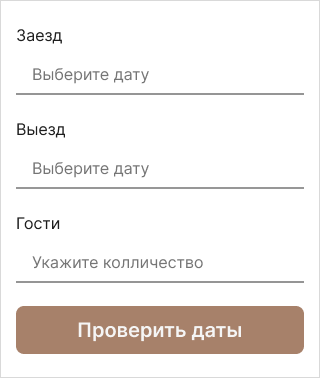 Заезд
Выберите дату
Выезд
Выберите дату
Гости
Укажите колличество
Проверить даты